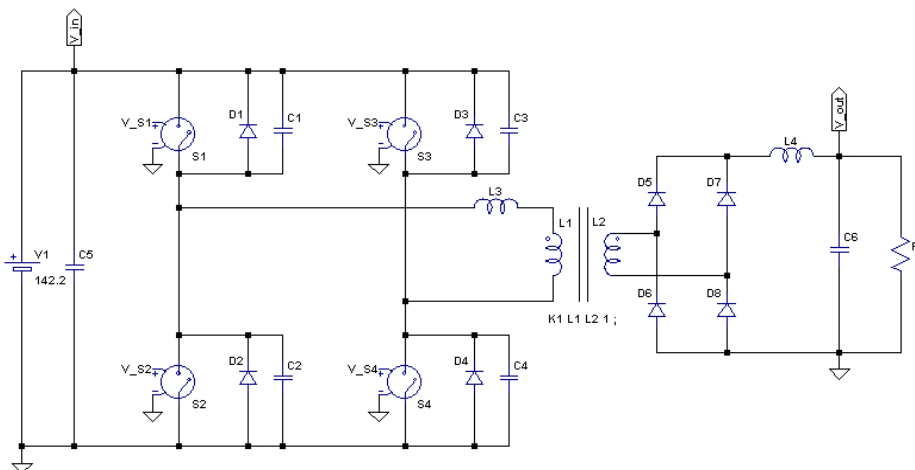 V_in
V_out
V_S1
S1
D1
C1
V_S3
S3
D3
C3
L4
D5
D7
L3
L1
L2
V1
142.2
C5
C6
R
D6
D8
K1 L1 L2 1 ;
V_S2
S2
D2
C2
V_S4
S4
D4
C4
+